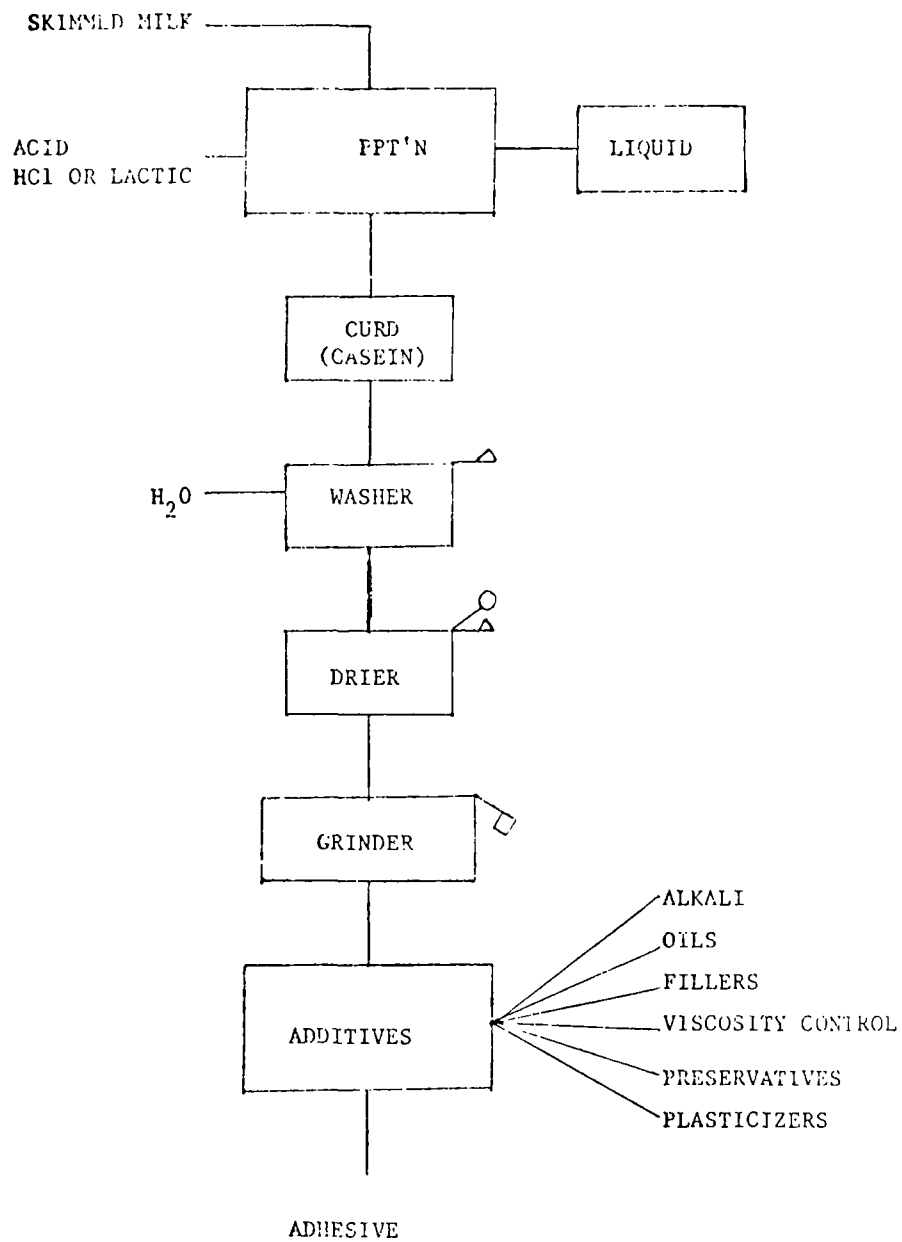 SKIMMED MILK
PPT'N
LIQUID
ACID
HCl OR LACTIC
CURD
(CASEIN)
WASHER
H₂O
DRIER
GRINDER
ALKALI
OILS
FILLERS
VISCOSITY CONTROL
ADDITIVES
PRESERVATIVES
PLASTICIZERS
ADHESIVE